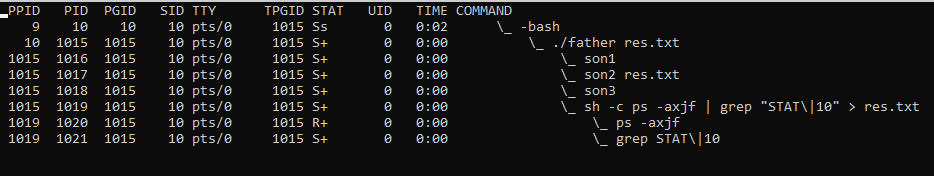 PPID PID PGID SID TTY TPGID STAT UID TIME COMMAND
9 10 10 10 pts/0 1015 Ss 0 0:02 \_ -bash
10 1015 1015 10 pts/0 1015 S+ 0 0:00 \_ ./father res.txt
1015 1016 1015 10 pts/0 1015 S+ 0 0:00 \_ son1
1015 1017 1015 10 pts/0 1015 S+ 0 0:00 \_ son2 res.txt
1015 1018 1015 10 pts/0 1015 S+ 0 0:00 \_ son3
1015 1019 1015 10 pts/0 1015 S+ 0 0:00 \_ sh -c ps -axjf | grep "STAT\|10" > res.txt
1019 1020 1015 10 pts/0 1015 R+ 0 0:00 \_ ps -axjf
1019 1021 1015 10 pts/0 1015 S+ 0 0:00 \_ grep STAT\|10